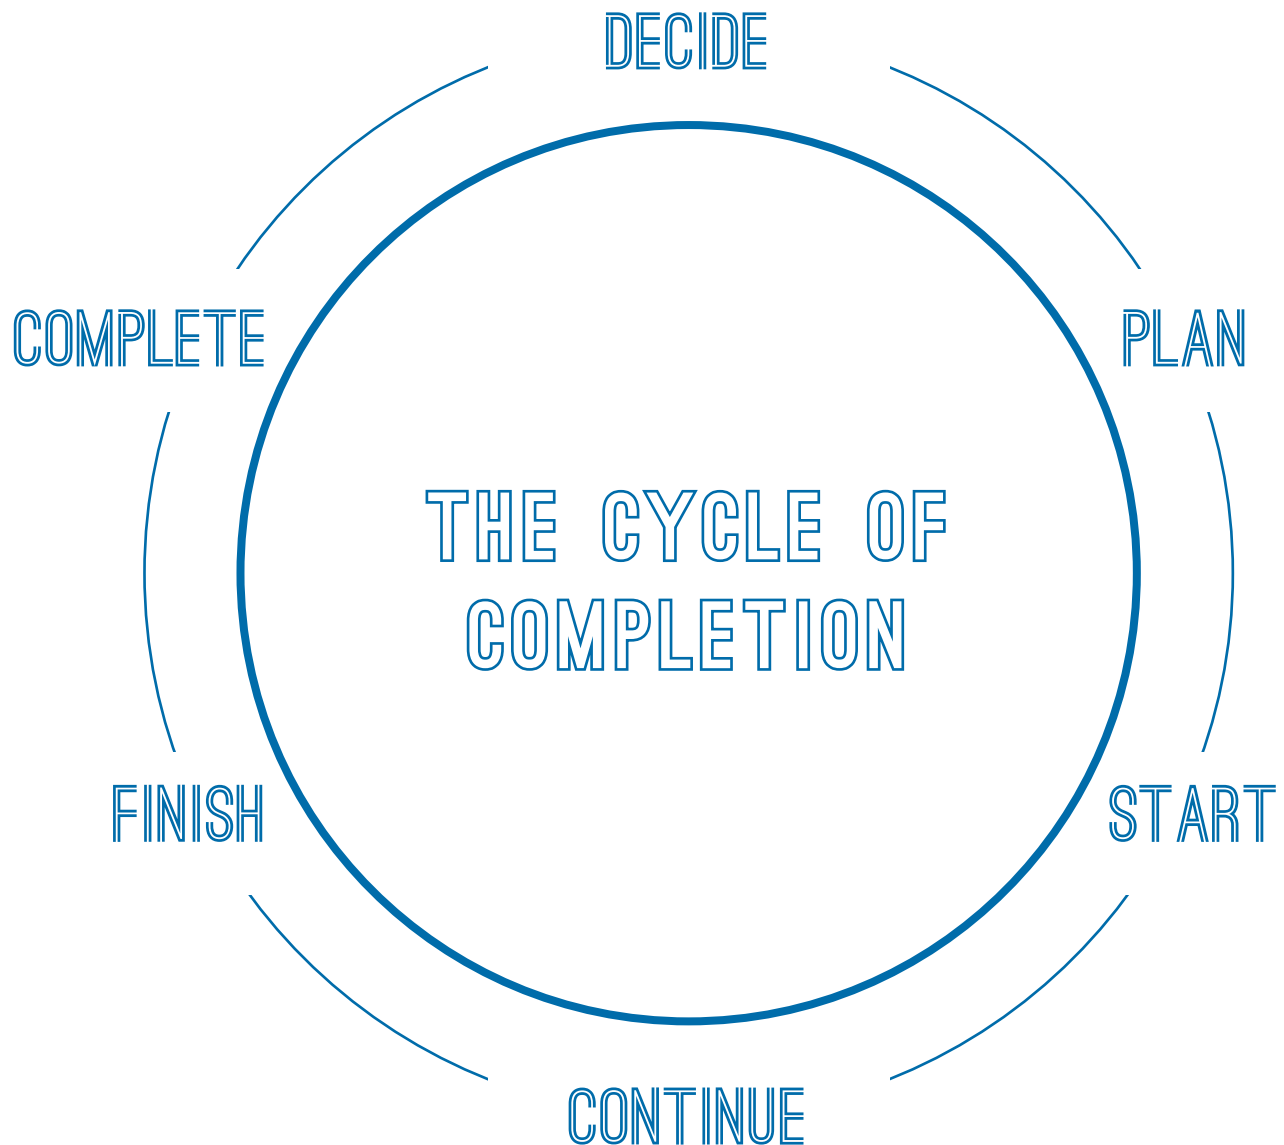 DECIDE
COMPLETE
PLAN
THE CYCLE OF
COMPLETION
FINISH
START
CONTINUE